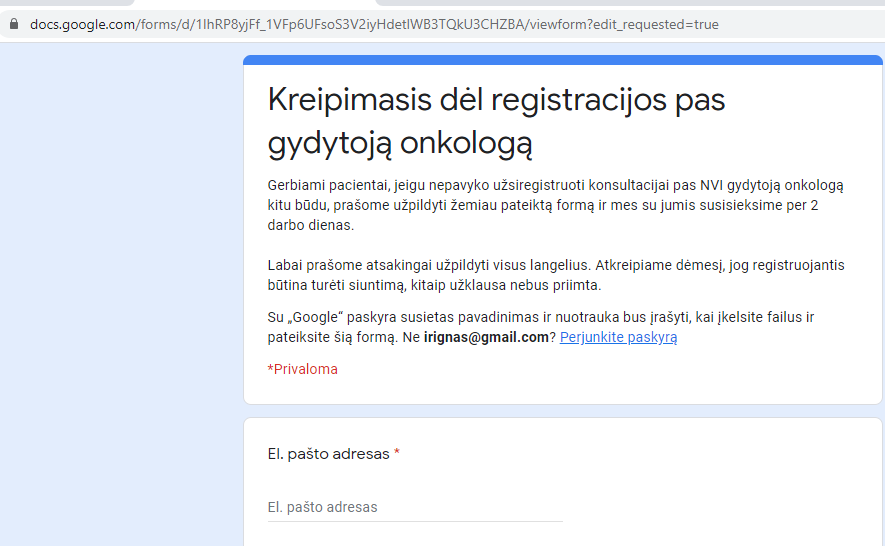 docs.google.com/forms/d/1IhRP8yjFf_1VFp6UFsoS3V2iyHdetIWB3TQkU3CHZBA/viewform?edit_requested=true
Kreipimasis dėl registracijos pas
gydytoją onkologą
Gerbiami pacientai, jeigu nepavyko užsiregistruoti konsultacijai pas NVI gydytoją onkologą
kitu būdu, prašome užpildyti žemiau pateiktą formą ir mes su jumis susisieksime per 2
darbo dienas.
Labai prašome atsakingai užpildyti visus langelius. Atkreipiame dėmesį, jog registruojantis
būtina turėti siuntimą, kitaip užklausa nebus priimta.
Su „Google“ paskyra susietas pavadinimas ir nuotrauka bus įrašyti, kai įkelsite failus ir
pateiksite šią formą. Ne irignas@gmail.com? Perjunkite paskyrą
*Privaloma
El. pašto adresas *
El. pašto adresas